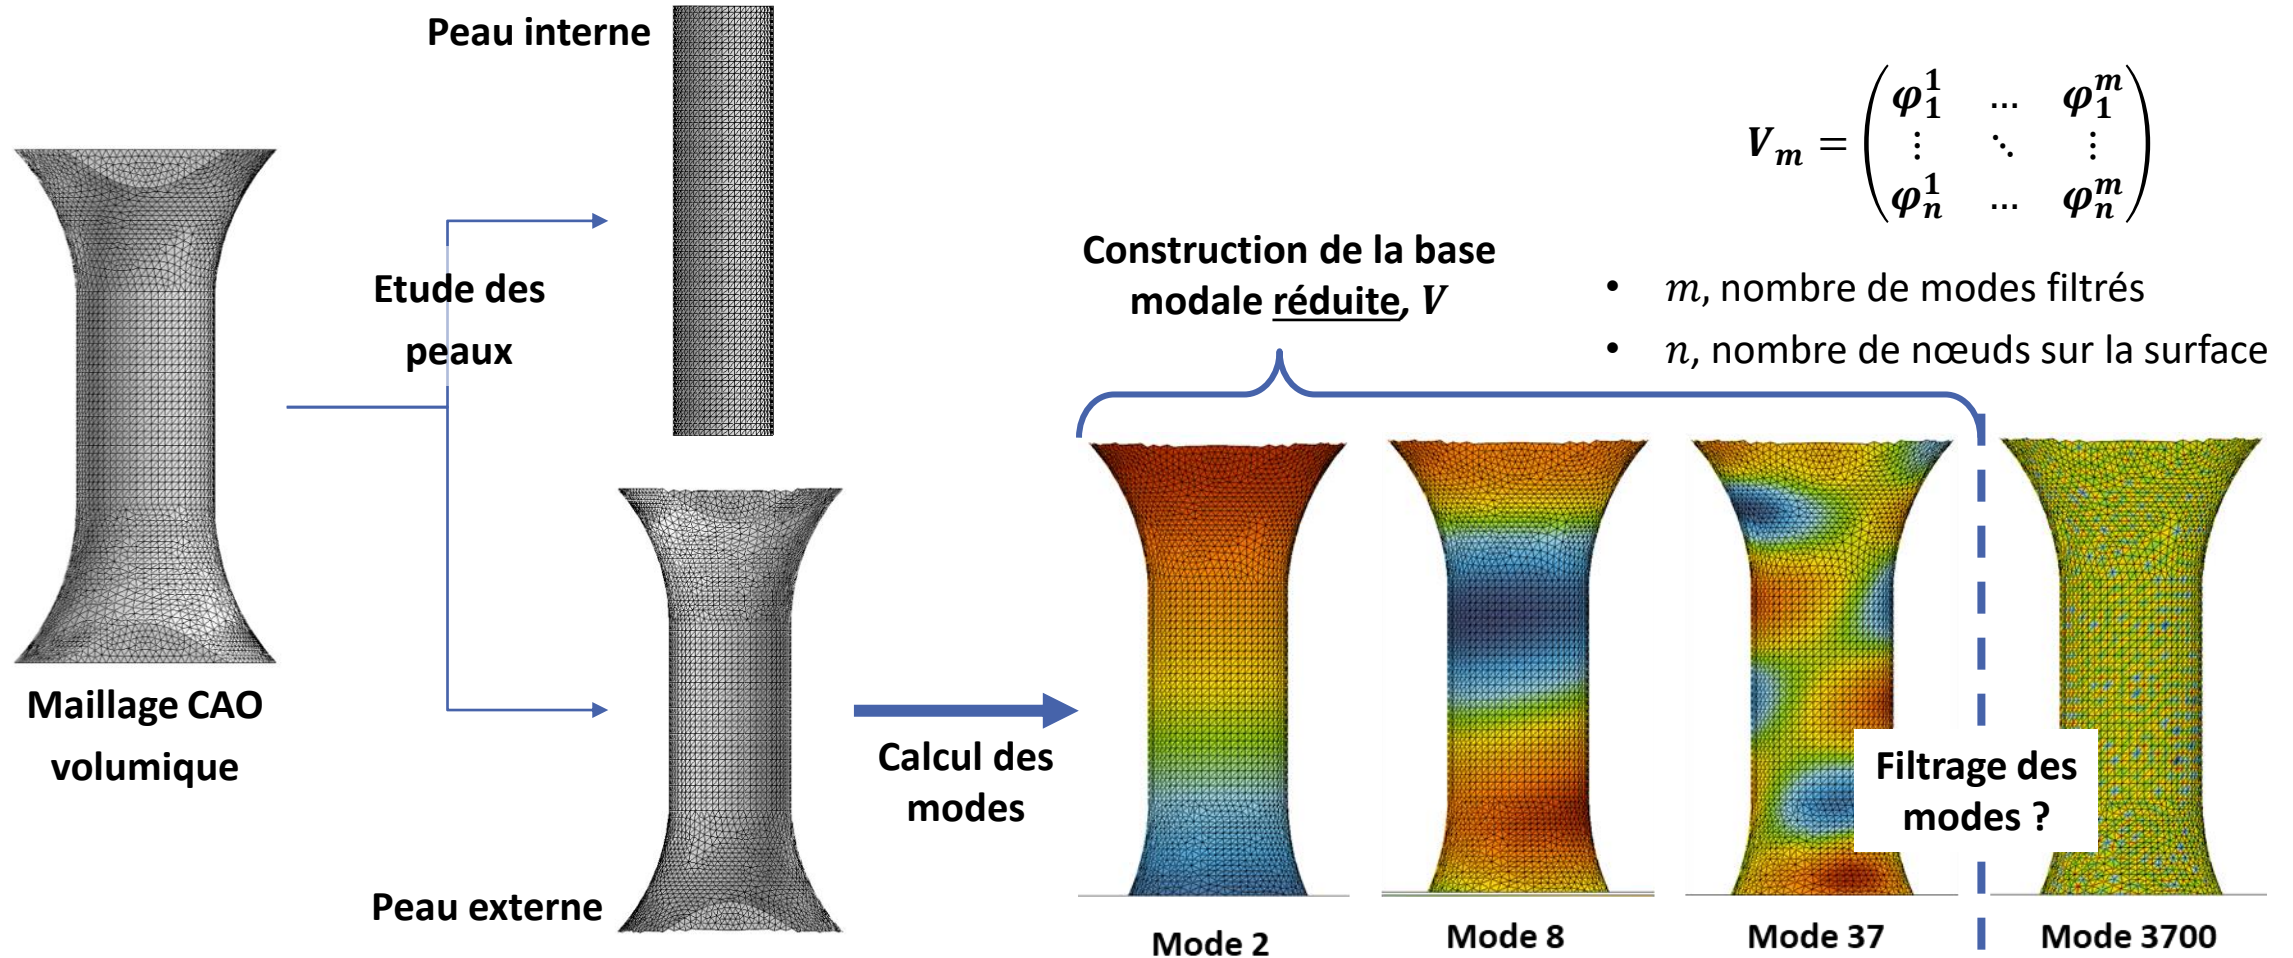 Peau interne
Etude des
peaux
Maillage CAO
volumique
Peau externe
Calcul des
modes
Construction de la base
modale réduite, V
V_m = (φ_1^1 … φ_1^m
⋮ ⋱ ⋮
φ_n^1 … φ_n^m)
• m, nombre de modes filtrés
• n, nombre de nœuds sur la surface
Filtrage des
modes ?
Mode 2
Mode 8
Mode 37
Mode 3700